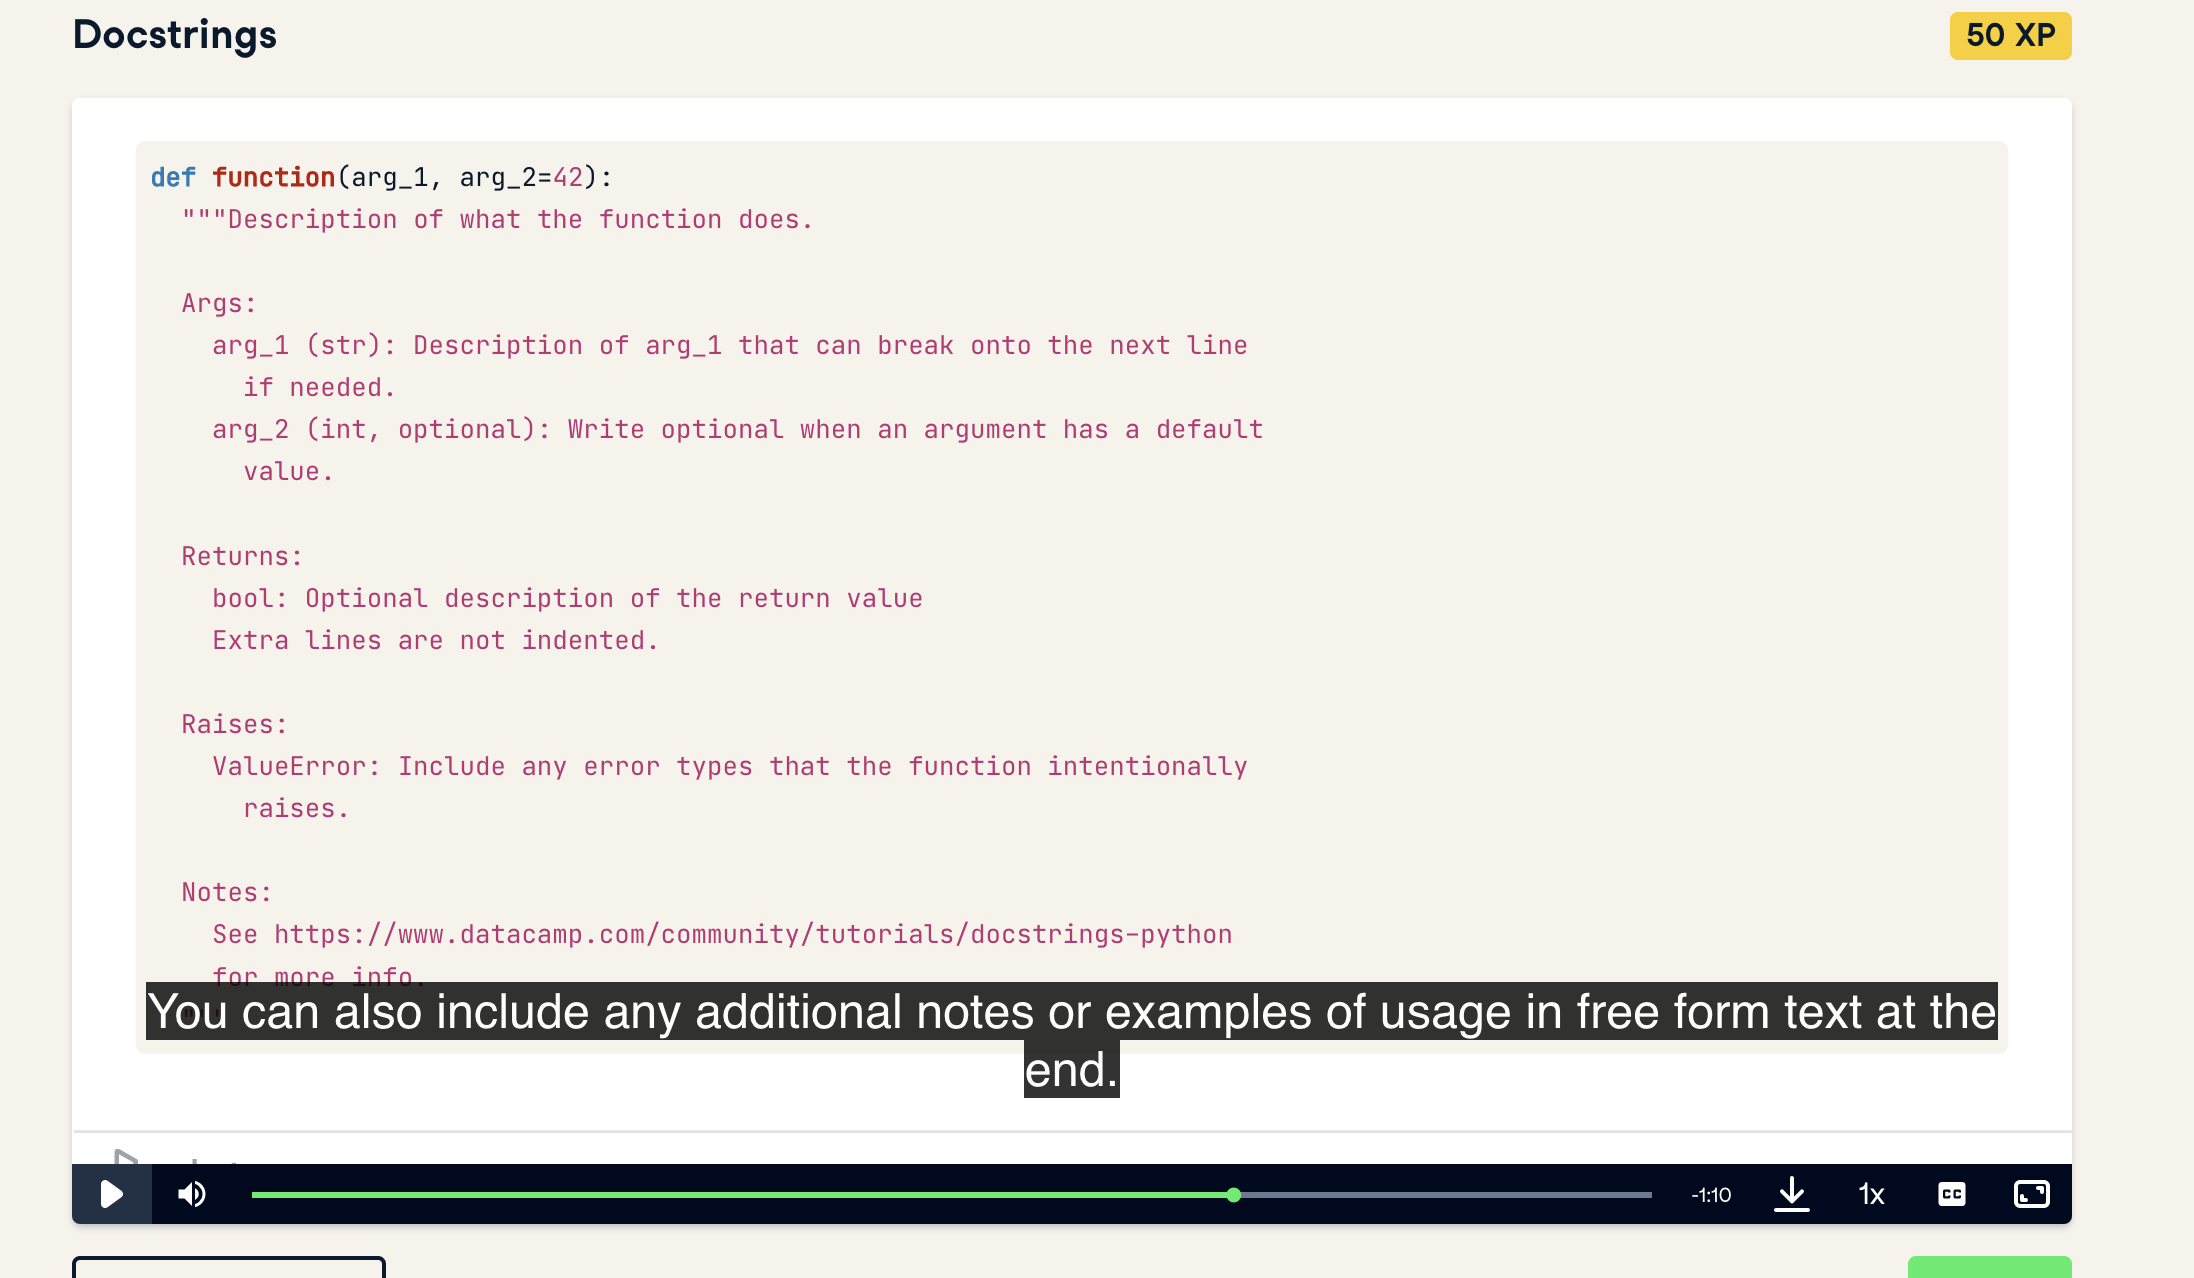 Docstrings
50 XP
def function(arg_1, arg_2=42):
"""Description of what the function does.
Args:
arg_1 (str): Description of arg_1 that can break onto the next line
if needed.
arg_2 (int, optional): Write optional when an argument has a default
value.
Returns:
bool: Optional description of the return value
Extra lines are not indented.
Raises:
ValueError: Include any error types that the function intentionally
raises.
Notes:
See https://www.datacamp.com/community/tutorials/docstrings-python
for more info.
You can also include any additional notes or examples of usage in free form text at the
end.
-1:10
1x
CC